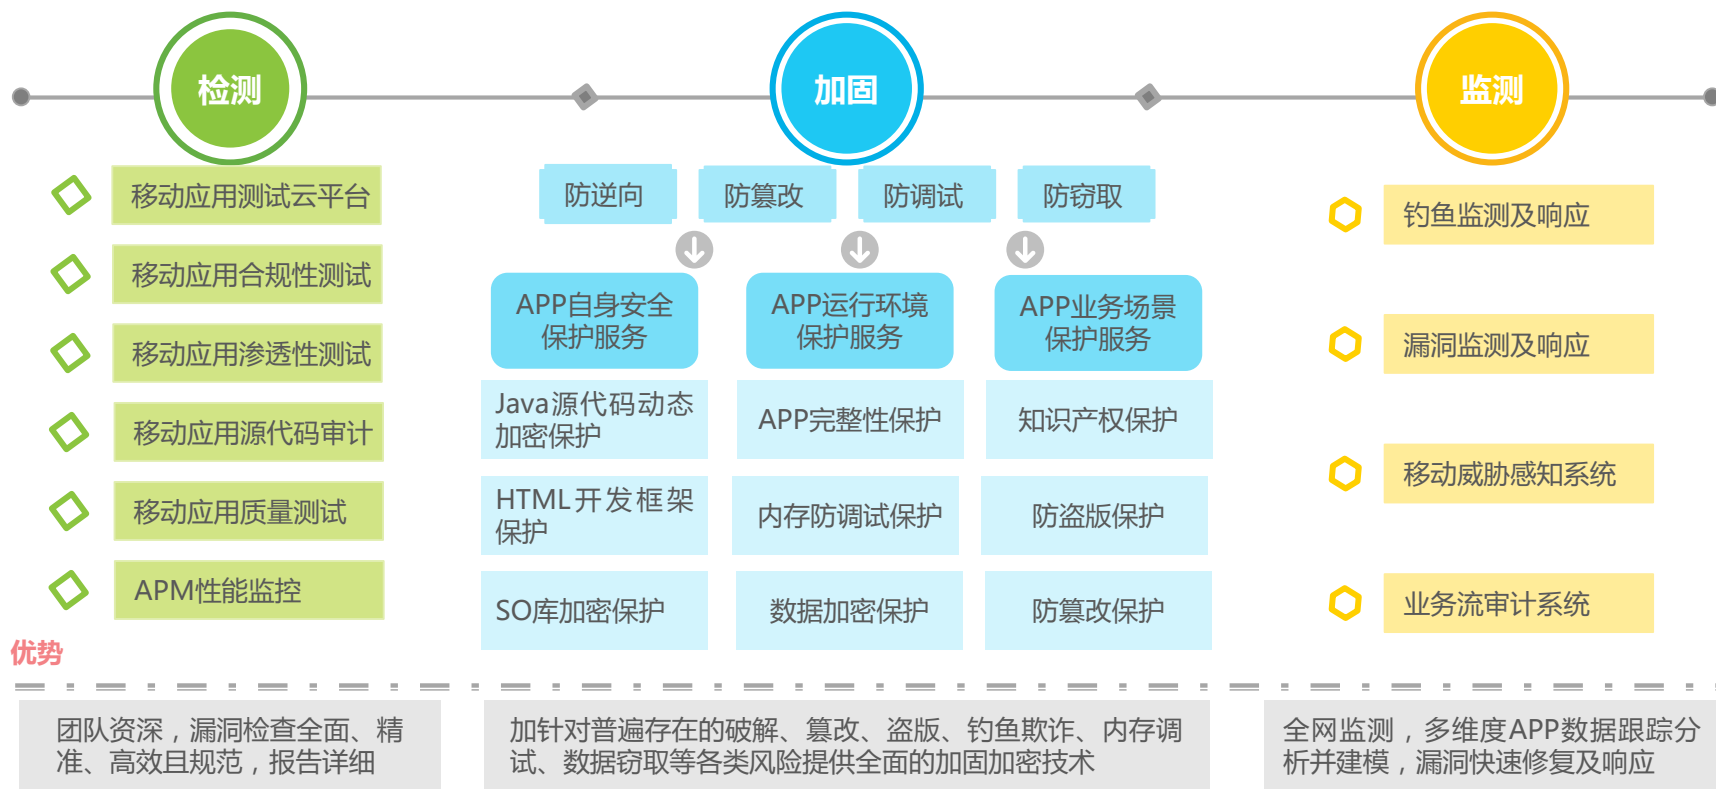 检测
加固
监测
移动应用测试云平台
移动应用合规性测试
移动应用渗透性测试
移动应用源代码审计
移动应用质量测试
APM性能监控
防逆向
防篡改
防调试
防窃取
APP自身安全
保护服务
APP运行环境
保护服务
APP业务场景
保护服务
Java源代码动态
加密保护
APP完整性保护
知识产权保护
HTML开发框架
保护
内存防调试保护
防盗版保护
SO库加密保护
数据加密保护
防篡改保护
钓鱼监测及响应
漏洞监测及响应
移动威胁感知系统
业务流审计系统
优势
团队资深，漏洞检查全面、精
准、高效且规范，报告详细
加针对普遍存在的破解、篡改、盗版、钓鱼欺诈、内存调
试、数据窃取等各类风险提供全面的加固加密技术
全网监测，多维度APP数据跟踪分
析并建模，漏洞快速修复及响应